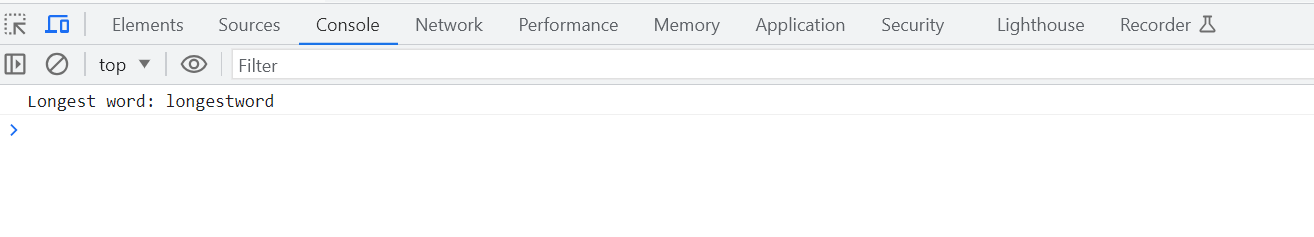 Elements Sources Console Network Performance Memory Application Security Lighthouse Recorder
top Filter
Longest word: longestword